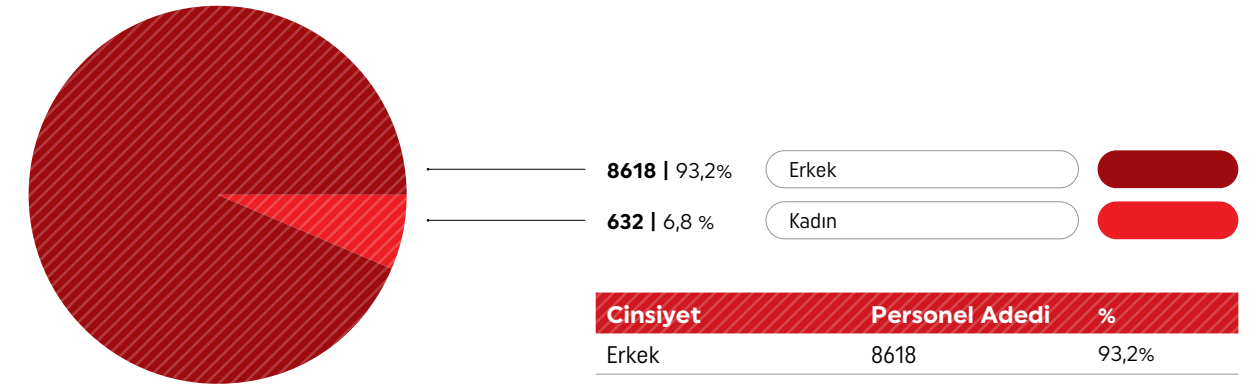 8618 | 93,2% Erkek
632 | 6,8 % Kadın
Cinsiyet Personel Adedi %
Erkek 8618 93,2%